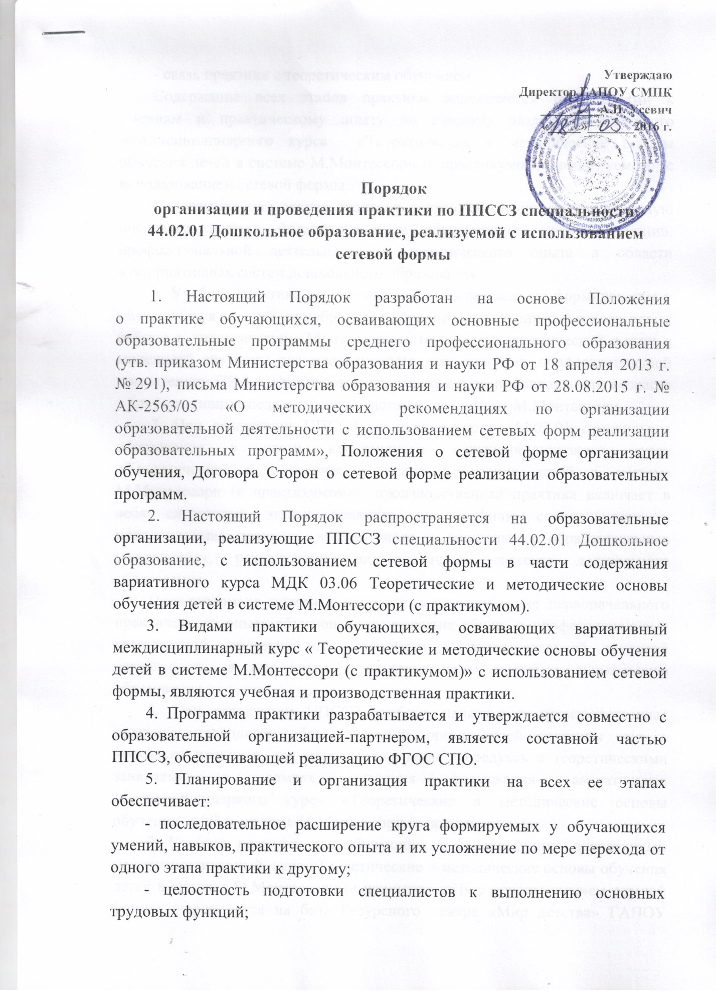 Утверждаю
Директор ГАПОУ СМПК
А.Н. Усевич
«28» 03 2016 г.
Порядок
организации и проведения практики по ППССЗ специальности
44.02.01 Дошкольное образование, реализуемой с использованием
сетевой формы
1. Настоящий Порядок разработан на основе Положения
о практике обучающихся, осваивающих основные профессиональные
образовательные программы среднего профессионального образования
(утв. приказом Министерства образования и науки РФ от 18 апреля 2013 г.
№ 291), письма Министерства образования и науки РФ от 28.08.2015 г. №
АК-2563/05 «О методических рекомендациях по организации
образовательной деятельности с использованием сетевых форм реализации
образовательных программ», Положения о сетевой форме организации
обучения, Договора Сторон о сетевой форме реализации образовательных
программ.
2. Настоящий Порядок распространяется на образовательные
организации, реализующие ППССЗ специальности 44.02.01 Дошкольное
образование, с использованием сетевой формы в части содержания
вариативного курса МДК 03.06 Теоретические и методические основы
обучения детей в системе М.Монтессори (с практикумом).
3. Видами практики обучающихся, осваивающих вариативный
междисциплинарный курс « Теоретические и методические основы обучения
детей в системе М.Монтессори (с практикумом)» с использованием сетевой
формы, являются учебная и производственная практики.
4. Программа практики разрабатывается и утверждается совместно с
образовательной организацией-партнером, является составной частью
ППССЗ, обеспечивающей реализацию ФГОС СПО.
5. Планирование и организация практики на всех ее этапах
обеспечивает:
- последовательное расширение круга формируемых у обучающихся
умений, навыков, практического опыта и их усложнение по мере перехода от
одного этапа практики к другому;
- целостность подготовки специалистов к выполнению основных
трудовых функций;